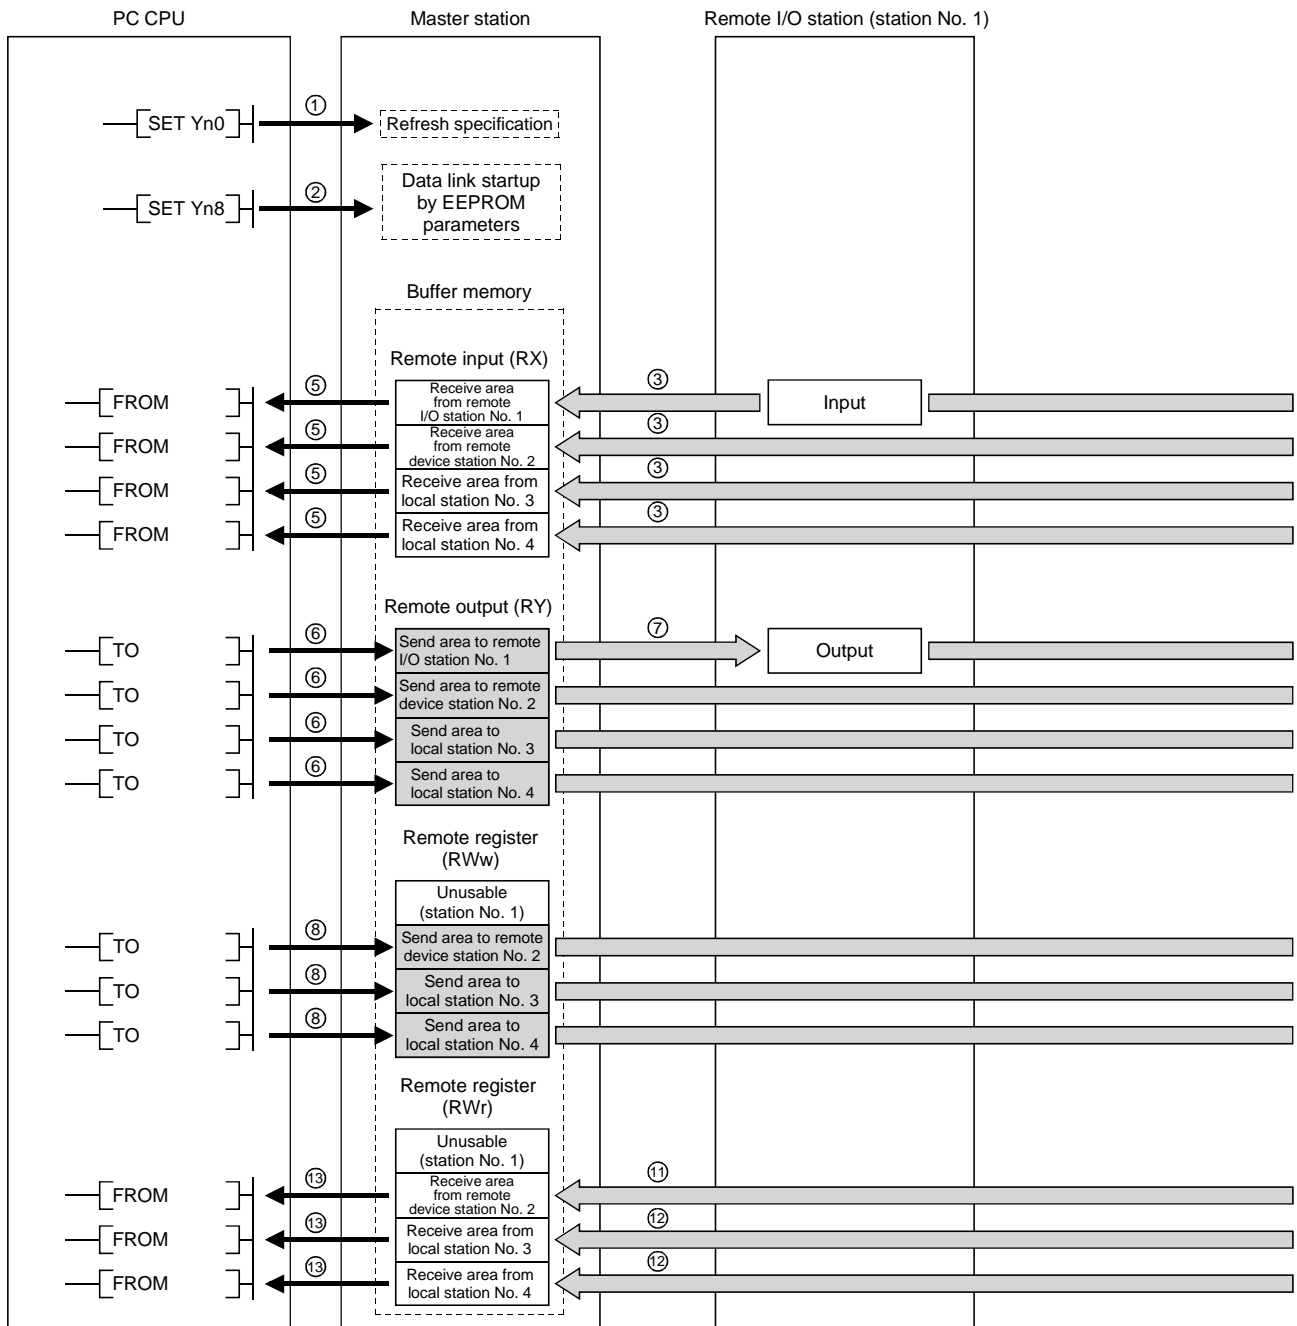 PC CPU
Master station
Remote I/O station (station No. 1)
SET Yn0
①
Refresh specification
SET Yn8
②
Data link startup
by EEPROM
parameters
Buffer memory
Remote input (RX)
FROM
⑤
Receive area
from remote
I/O station No. 1
③
Input
FROM
⑤
Receive area
from remote
device station No. 2
③
FROM
⑤
Receive area from
local station No. 3
③
FROM
⑤
Receive area from
local station No. 4
③
Remote output (RY)
TO
⑥
Send area to remote
I/O station No. 1
⑦
Output
TO
⑥
Send area to remote
device station No. 2
TO
⑥
Send area to
local station No. 3
TO
⑥
Send area to
local station No. 4
Remote register
(RWw)
Unusable
(station No. 1)
TO
⑧
Send area to remote
device station No. 2
TO
⑧
Send area to
local station No. 3
TO
⑧
Send area to
local station No. 4
Remote register
(RWr)
Unusable
(station No. 1)
FROM
⑬
Receive area
from remote
device station No. 2
⑪
FROM
⑬
Receive area from
local station No. 3
⑫
FROM
⑬
Receive area from
local station No. 4
⑫